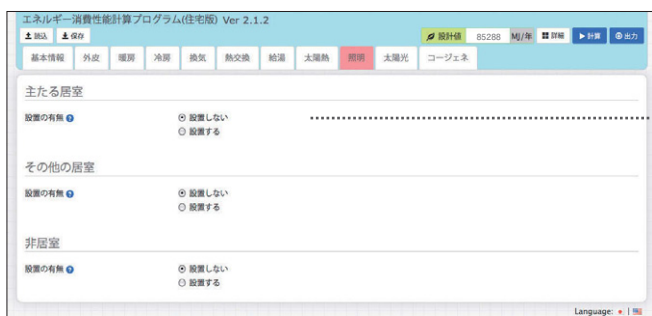 エネルギー消費性能計算プログラム(住宅版) Ver 2.1.2
読込 保存 設計値 85288 MJ/年 詳細 計算 出力
基本情報 外皮 暖房 冷房 換気 熱交換 給湯 太陽熱 照明 太陽光 コージェネ
主たる居室
設置の有無 設置しない
設置する
その他の居室
設置の有無 設置しない
設置する
非居室
設置の有無 設置しない
設置する
Language: